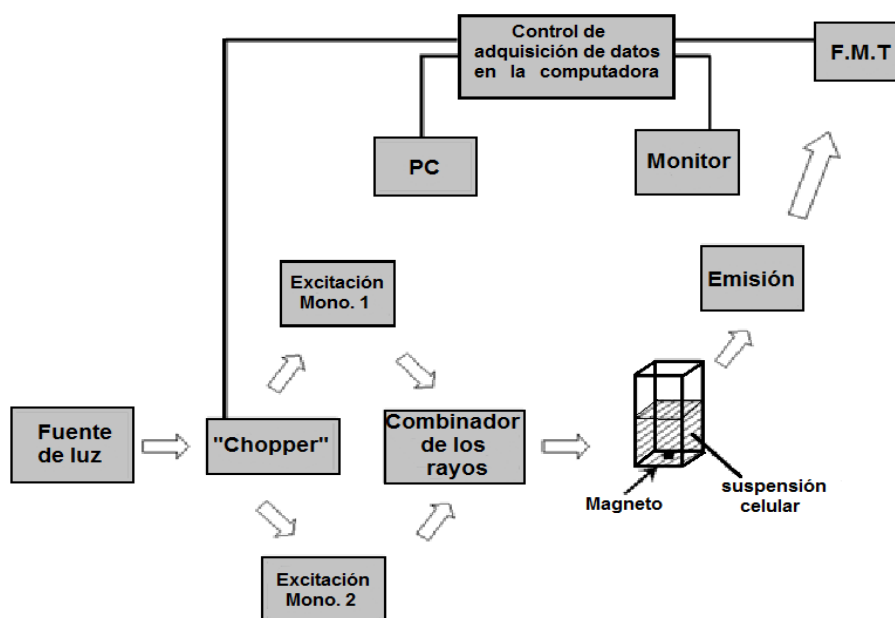 Control de
adquisición de datos
en la computadora
F.M.T
PC
Monitor
Excitación
Mono. 1
Emisión
Fuente
de luz
"Chopper"
Combinador
de los
rayos
Magneto
suspensión
celular
Excitación
Mono. 2